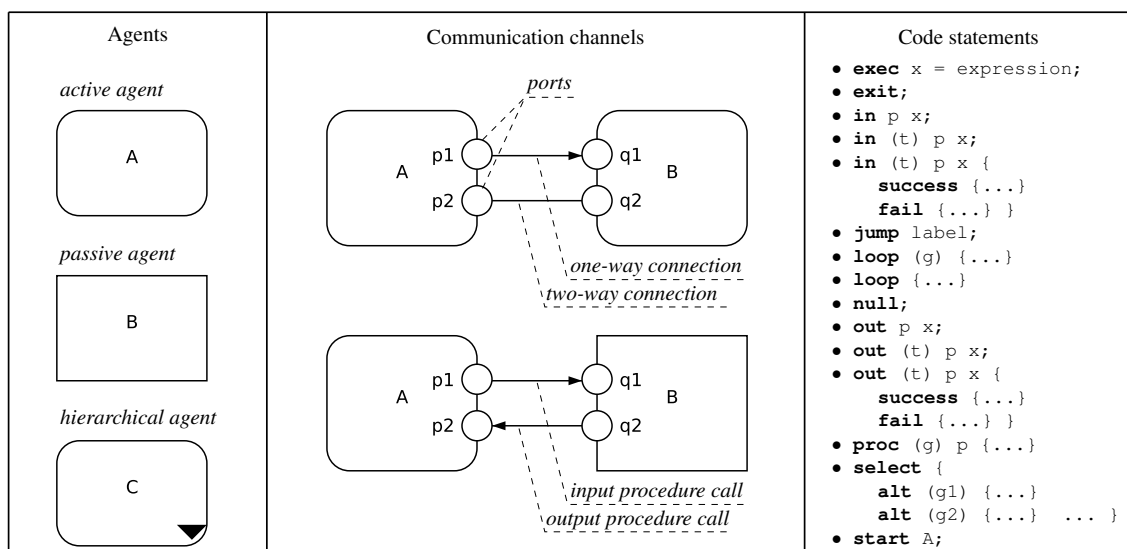 Agents
active agent
A
passive agent
B
hierarchical agent
C
Communication channels
ports
A
p1
p2
q1
q2
B
one-way connection
two-way connection
A
p1
p2
q1
q2
B
input procedure call
output procedure call
Code statements
• exec x = expression;
• exit;
• in p x;
• in (t) p x;
• in (t) p x {
success {...}
fail {...} }
• jump label;
• loop (g) {...}
• loop {...}
• null;
• out p x;
• out (t) p x;
• out (t) p x {
success {...}
fail {...} }
• proc (g) p {...}
• select {
alt (g1) {...}
alt (g2) {...} ... }
• start A;